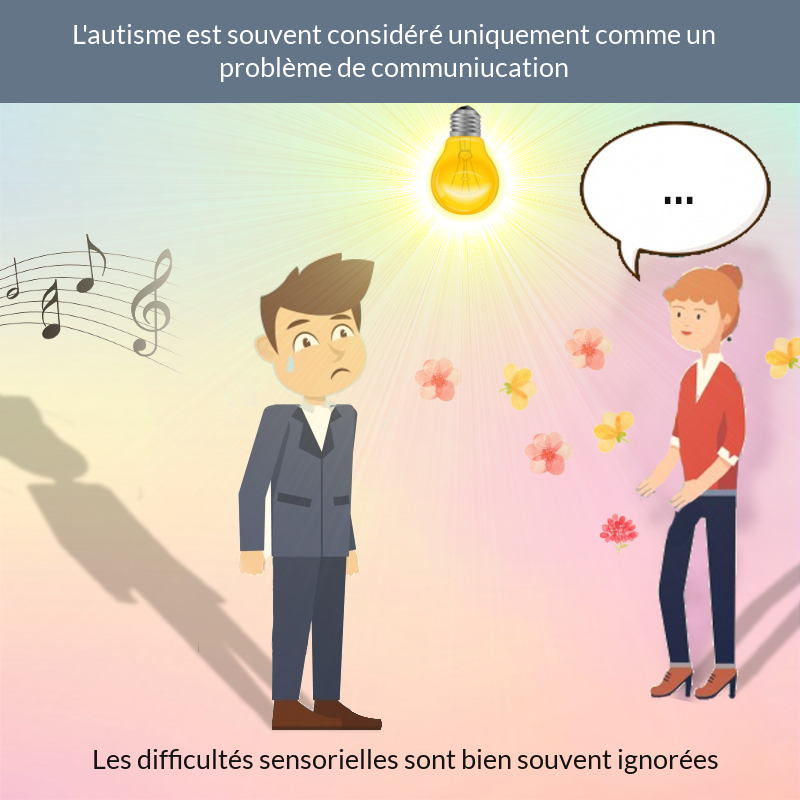 L'autisme est souvent considéré uniquement comme un
problème de communiucation
...
Les difficultés sensorielles sont bien souvent ignorées